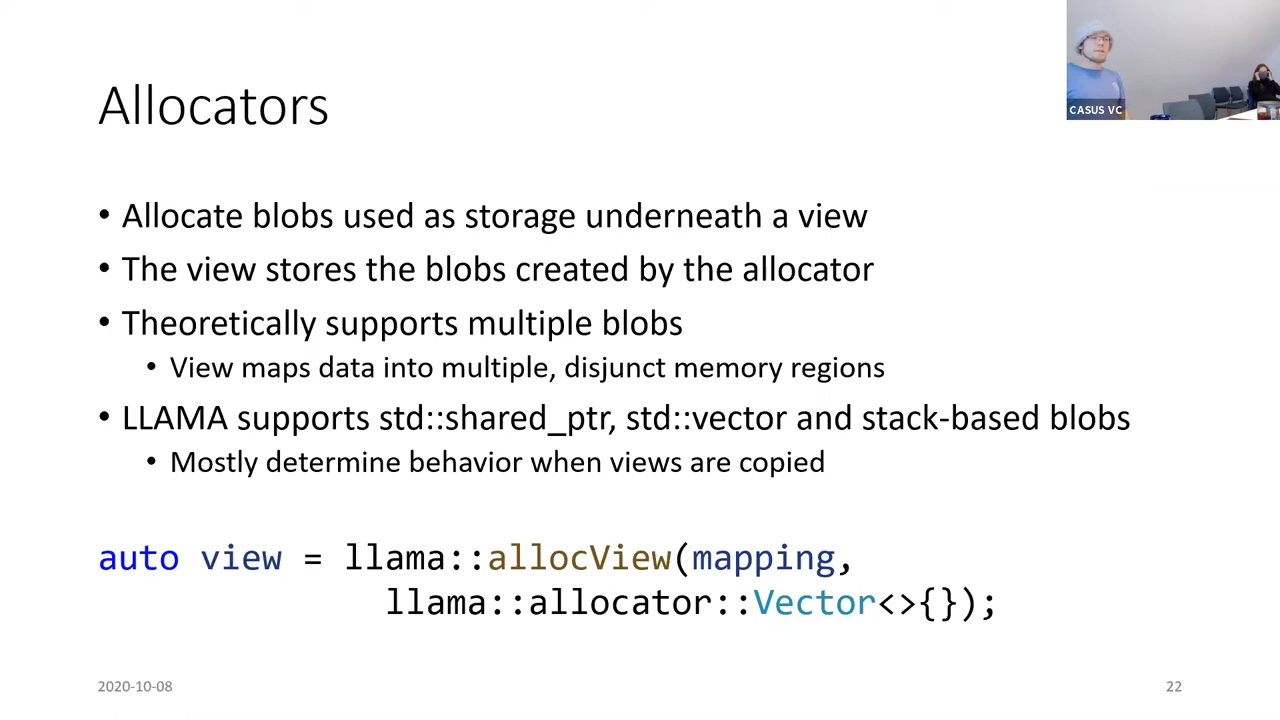 CASUS VC
Allocators
• Allocate blobs used as storage underneath a view
• The view stores the blobs created by the allocator
• Theoretically supports multiple blobs
• View maps data into multiple, disjunct memory regions
• LLAMA supports std::shared_ptr, std::vector and stack-based blobs
• Mostly determine behavior when views are copied
auto view = llama::allocView(mapping,
llama::allocator::Vector<>{});
2020-10-08
22